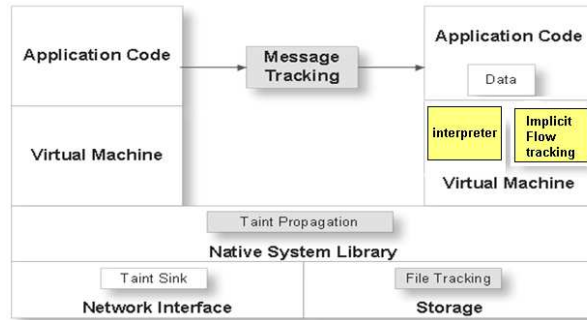 Application Code
Virtual Machine
Message
Tracking
Application Code
Data
interpreter
Implicit
Flow
tracking
Virtual Machine
Taint Propagation
Native System Library
Taint Sink
Network Interface
File Tracking
Storage